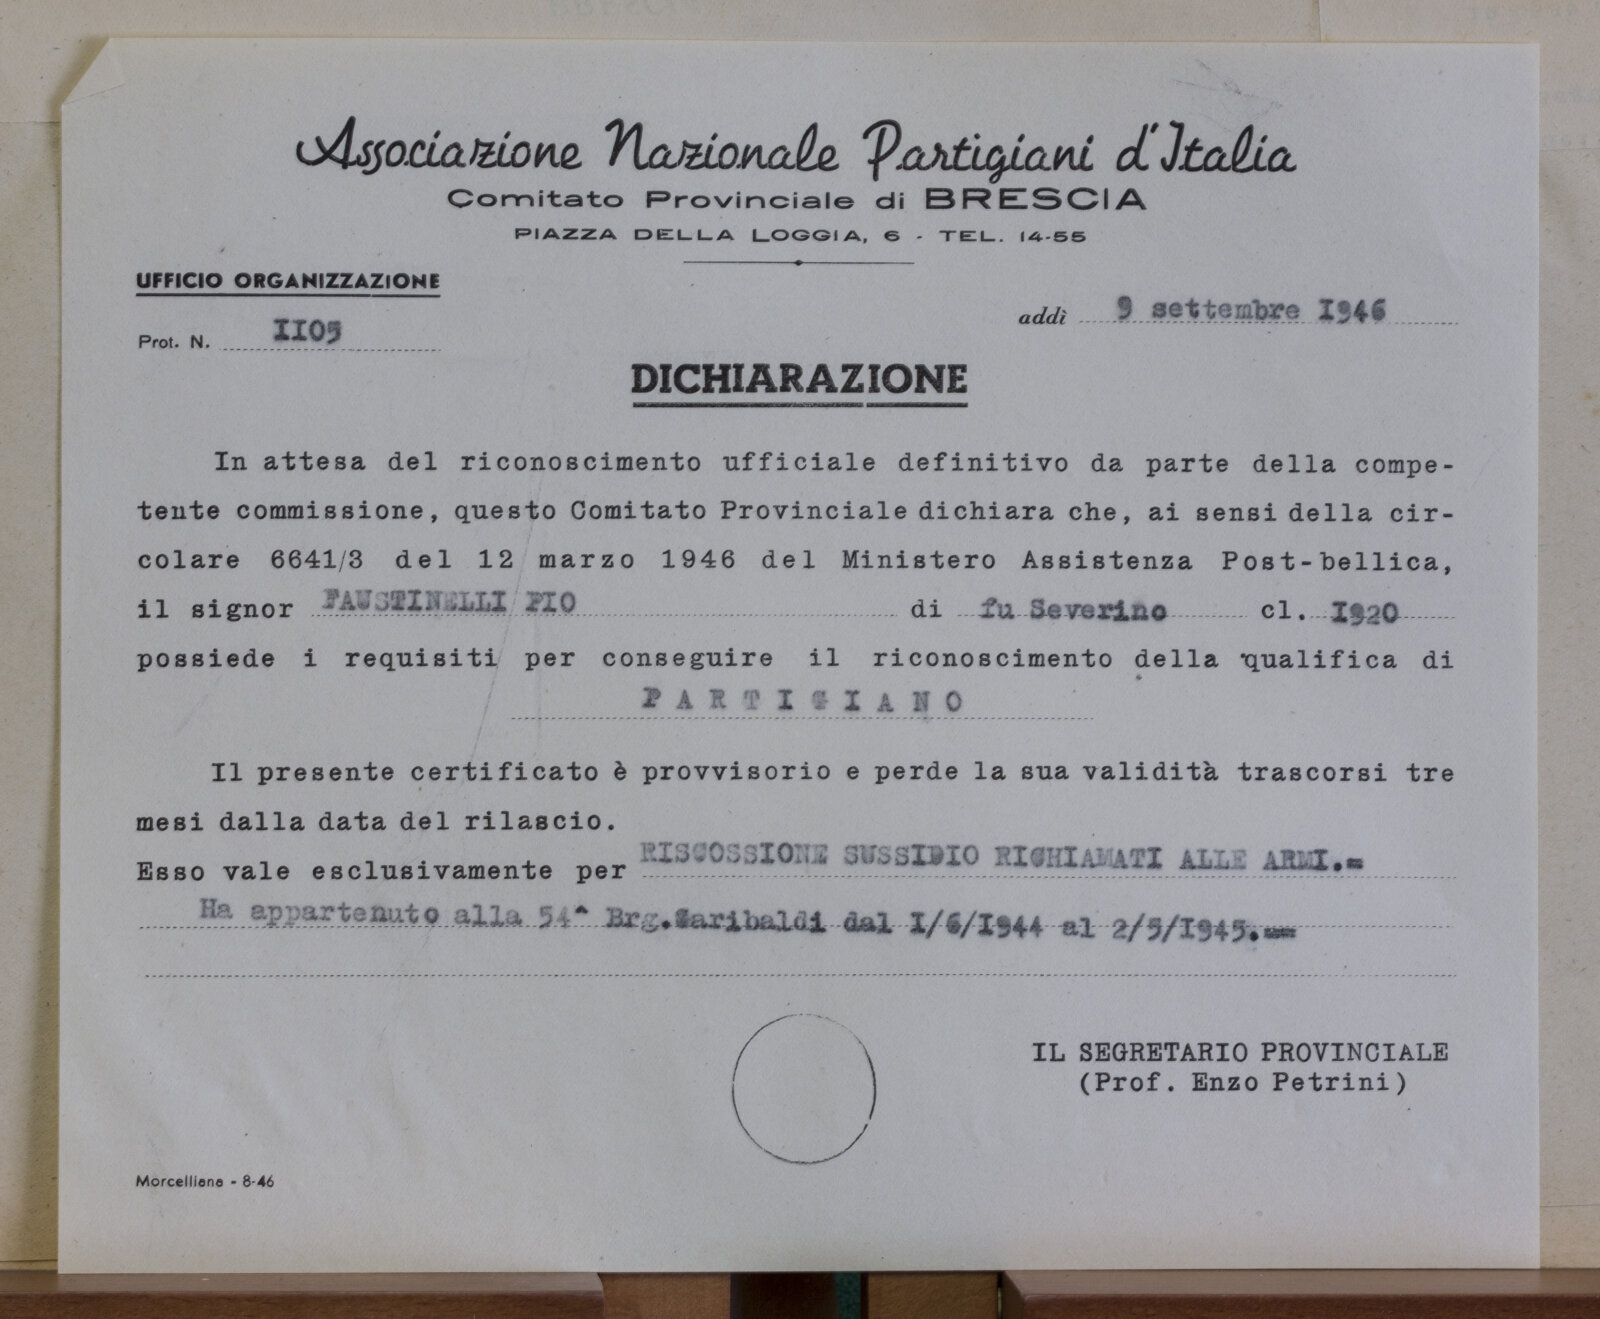 Associazione Nazionale Partigiani d'Italia
Comitato Provinciale di BRESCIA
PIAZZA DELLA LOGGIA, 6 - TEL. 14-55
UFFICIO ORGANIZZAZIONE
addì 9 settembre I946
Prot. N. II05
DICHIARAZIONE
In attesa del riconoscimento ufficiale definitivo da parte della compe-
tente commissione, questo Comitato Provinciale dichiara che, ai sensi della cir-
colare 6641/3 del 12 marzo 1946 del Ministero Assistenza Post-bellica,
il signor FAUSTINELLI PIO di fu Severino cl. I920
possiede i requisiti per conseguire il riconoscimento della qualifica di
PARTIGIANO
Il presente certificato è provvisorio e perde la sua validità trascorsi tre
mesi dalla data del rilascio.
Esso vale esclusivamente per RISCOSSIONE SUSSIDIO RICHIAMATI ALLE ARMI.=
Ha appartenuto alla 54^ Brg.Garibaldi dal I/6/I944 al 2/5/I945.==
IL SEGRETARIO PROVINCIALE
(Prof. Enzo Petrini)
Morcelliana - 8-46